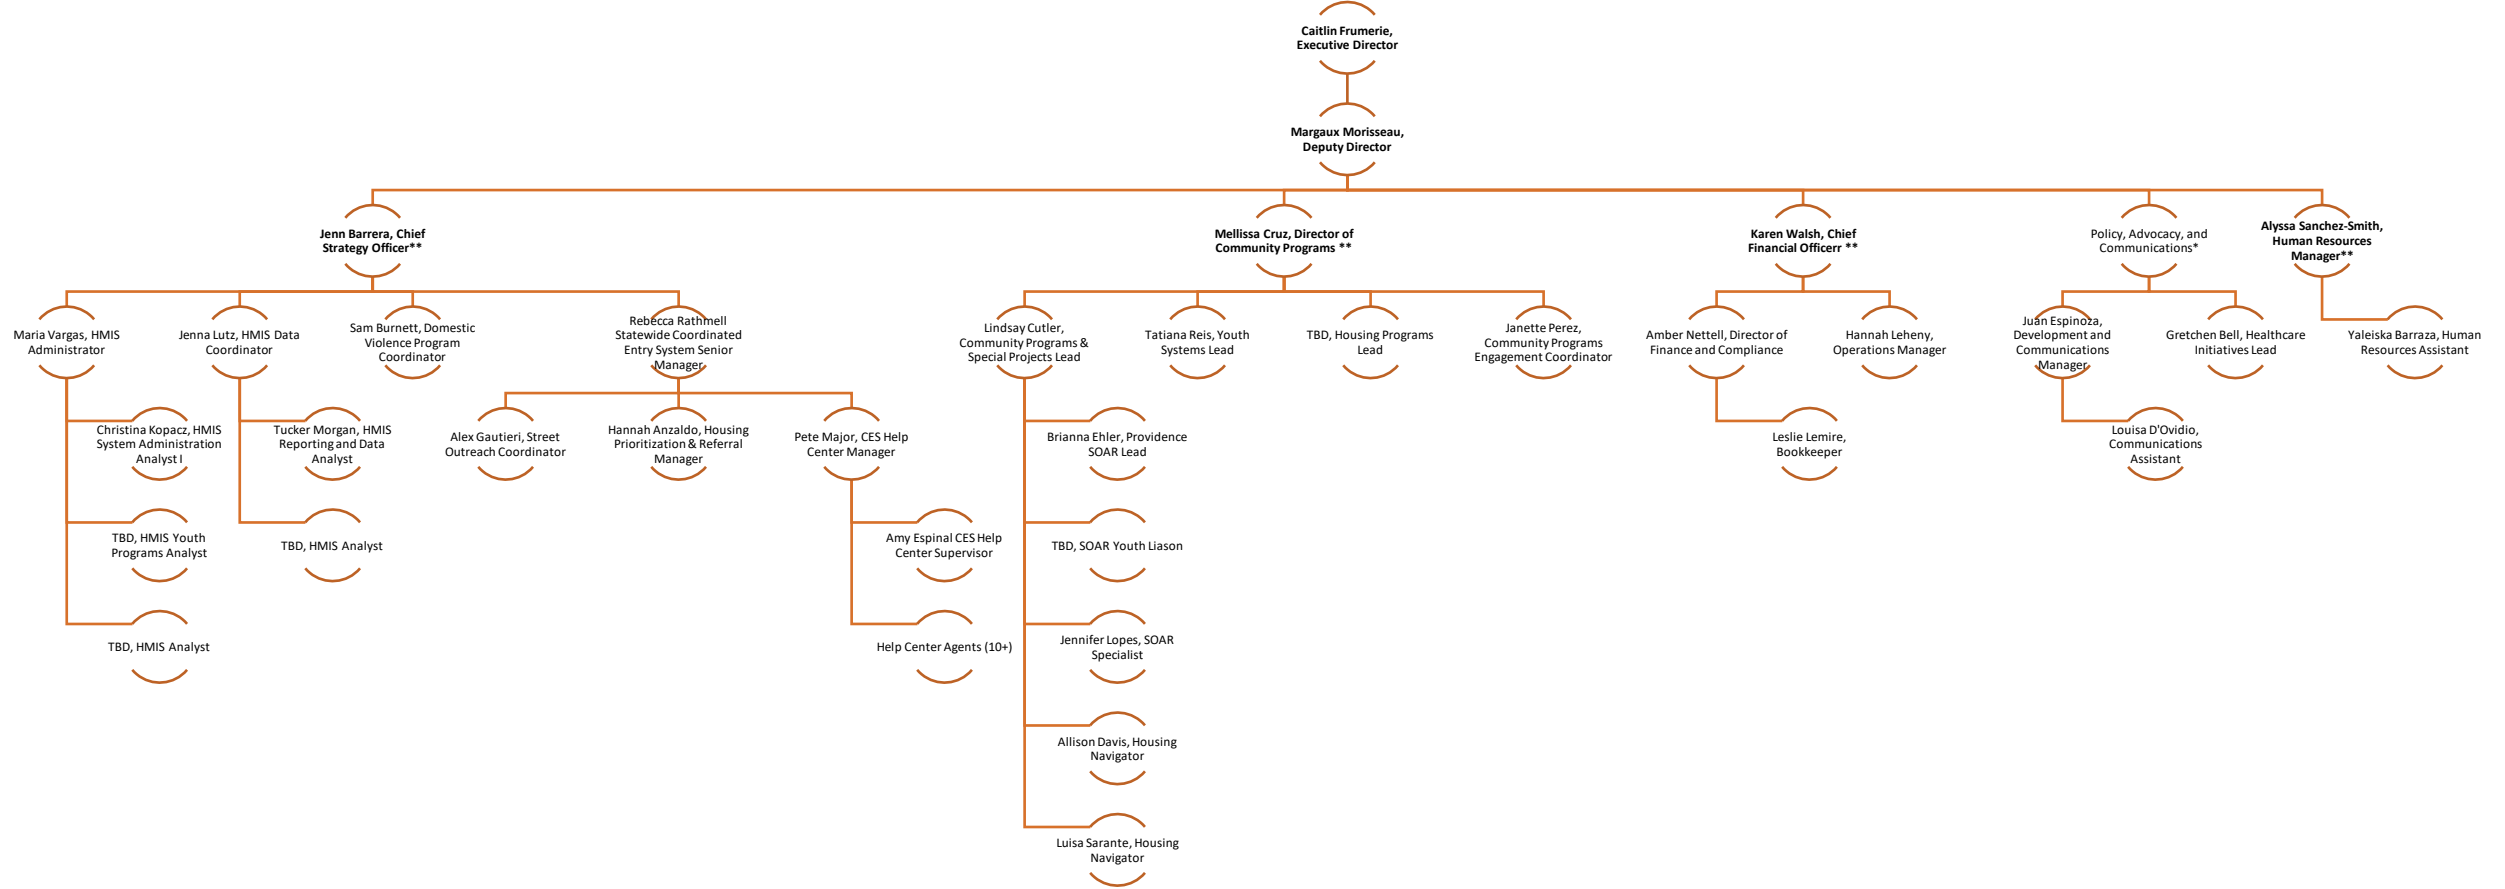 Caitlin Frumerie,
Executive Director
Margaux Morisseau,
Deputy Director
Jenn Barrera, Chief
Strategy Officer**
Mellissa Cruz, Director of
Community Programs **
Karen Walsh, Chief
Financial Officerr **
Policy, Advocacy, and
Communications*
Alyssa Sanchez-Smith,
Human Resources
Manager**
Maria Vargas, HMIS
Administrator
Jenna Lutz, HMIS Data
Coordinator
Sam Burnett, Domestic
Violence Program
Coordinator
Rebecca Rathmell
Statewide Coordinated
Entry System Senior
Manager
Lindsay Cutler,
Community Programs &
Special Projects Lead
Tatiana Reis, Youth
Systems Lead
TBD, Housing Programs
Lead
Janette Perez,
Community Programs
Engagement Coordinator
Amber Nettell, Director of
Finance and Compliance
Hannah Leheny,
Operations Manager
Juan Espinoza,
Development and
Communications
Manager
Gretchen Bell, Healthcare
Initiatives Lead
Yaleiska Barraza, Human
Resources Assistant
Christina Kopacz, HMIS
System Administration
Analyst I
Tucker Morgan, HMIS
Reporting and Data
Analyst
Alex Gautieri, Street
Outreach Coordinator
Hannah Anzaldo, Housing
Prioritization & Referral
Manager
Pete Major, CES Help
Center Manager
Brianna Ehler, Providence
SOAR Lead
Leslie Lemire,
Bookkeeper
Louisa D'Ovidio,
Communications
Assistant
TBD, HMIS Youth
Programs Analyst
TBD, HMIS Analyst
Amy Espinal CES Help
Center Supervisor
TBD, SOAR Youth Liason
TBD, HMIS Analyst
Help Center Agents (10+)
Jennifer Lopes, SOAR
Specialist
Allison Davis, Housing
Navigator
Luisa Sarante, Housing
Navigator